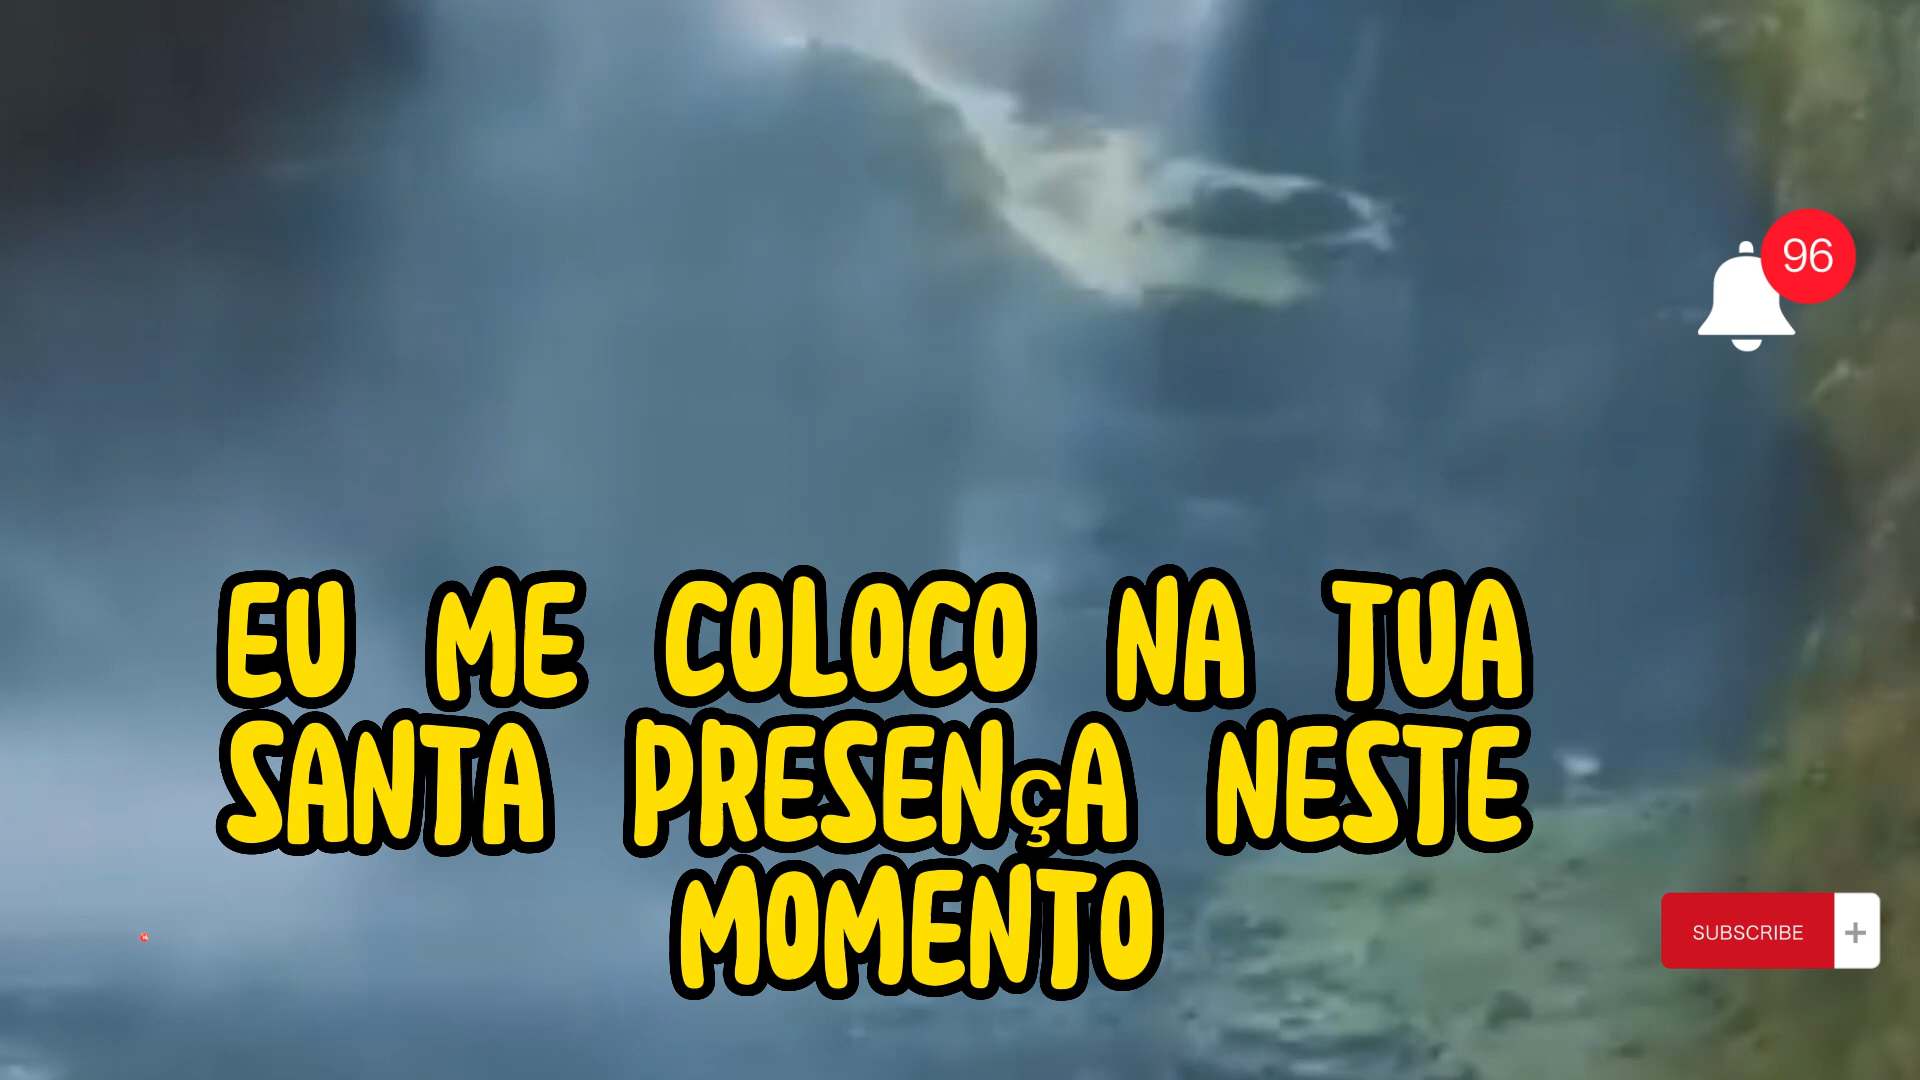 96
EU ME COLOCO NA TUA
SANTA PRESENÇA NESTE
MOMENTO
SUBSCRIBE +